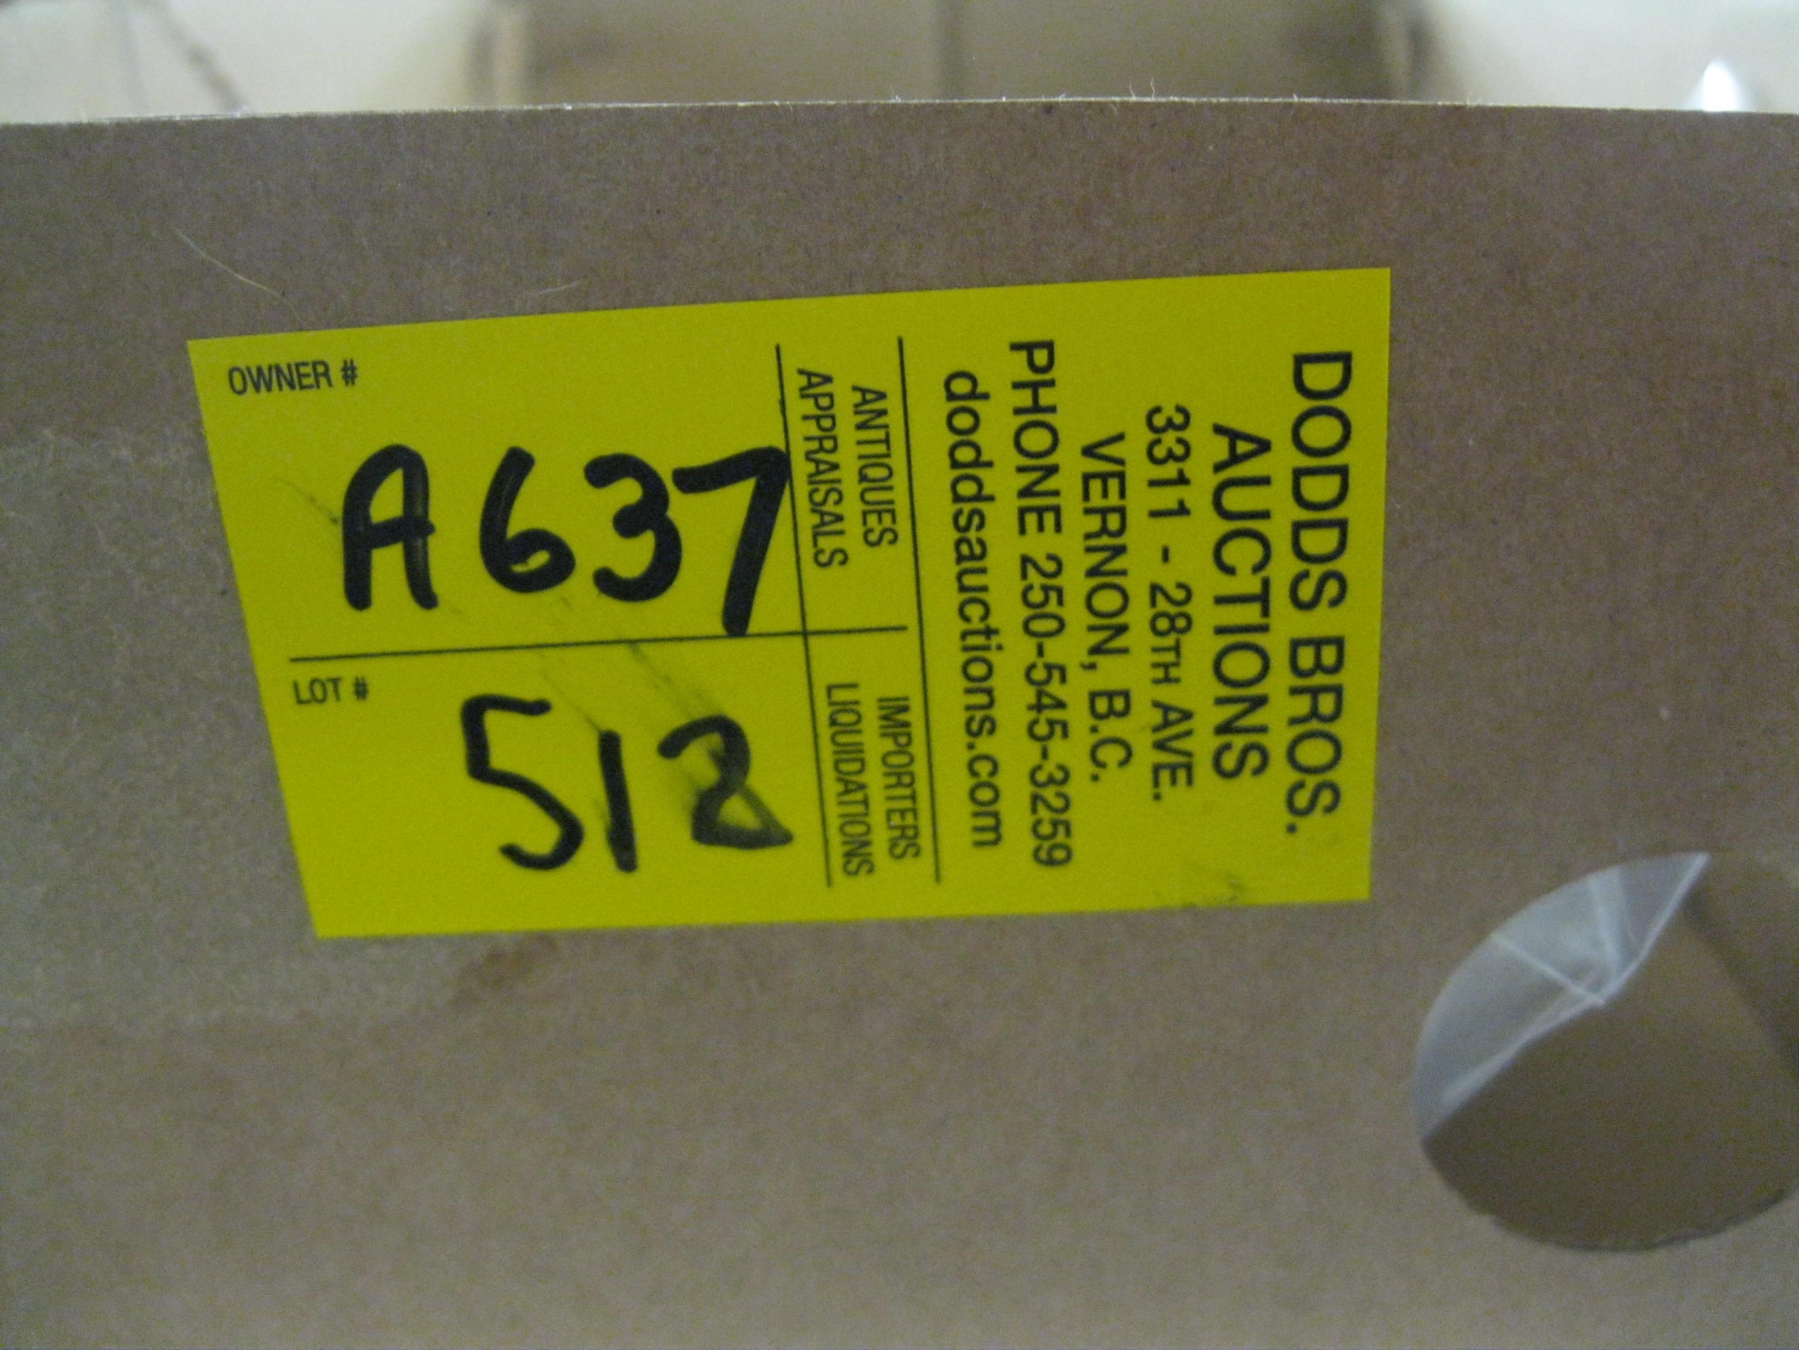 DODDS BROS.
AUCTIONS
3311 - 28TH AVE.
VERNON, B.C.
PHONE 250-545-3259
doddsauctions.com
ANTIQUES
APPRAISALS
IMPORTERS
LIQUIDATIONS
OWNER #
A637
LOT #
512